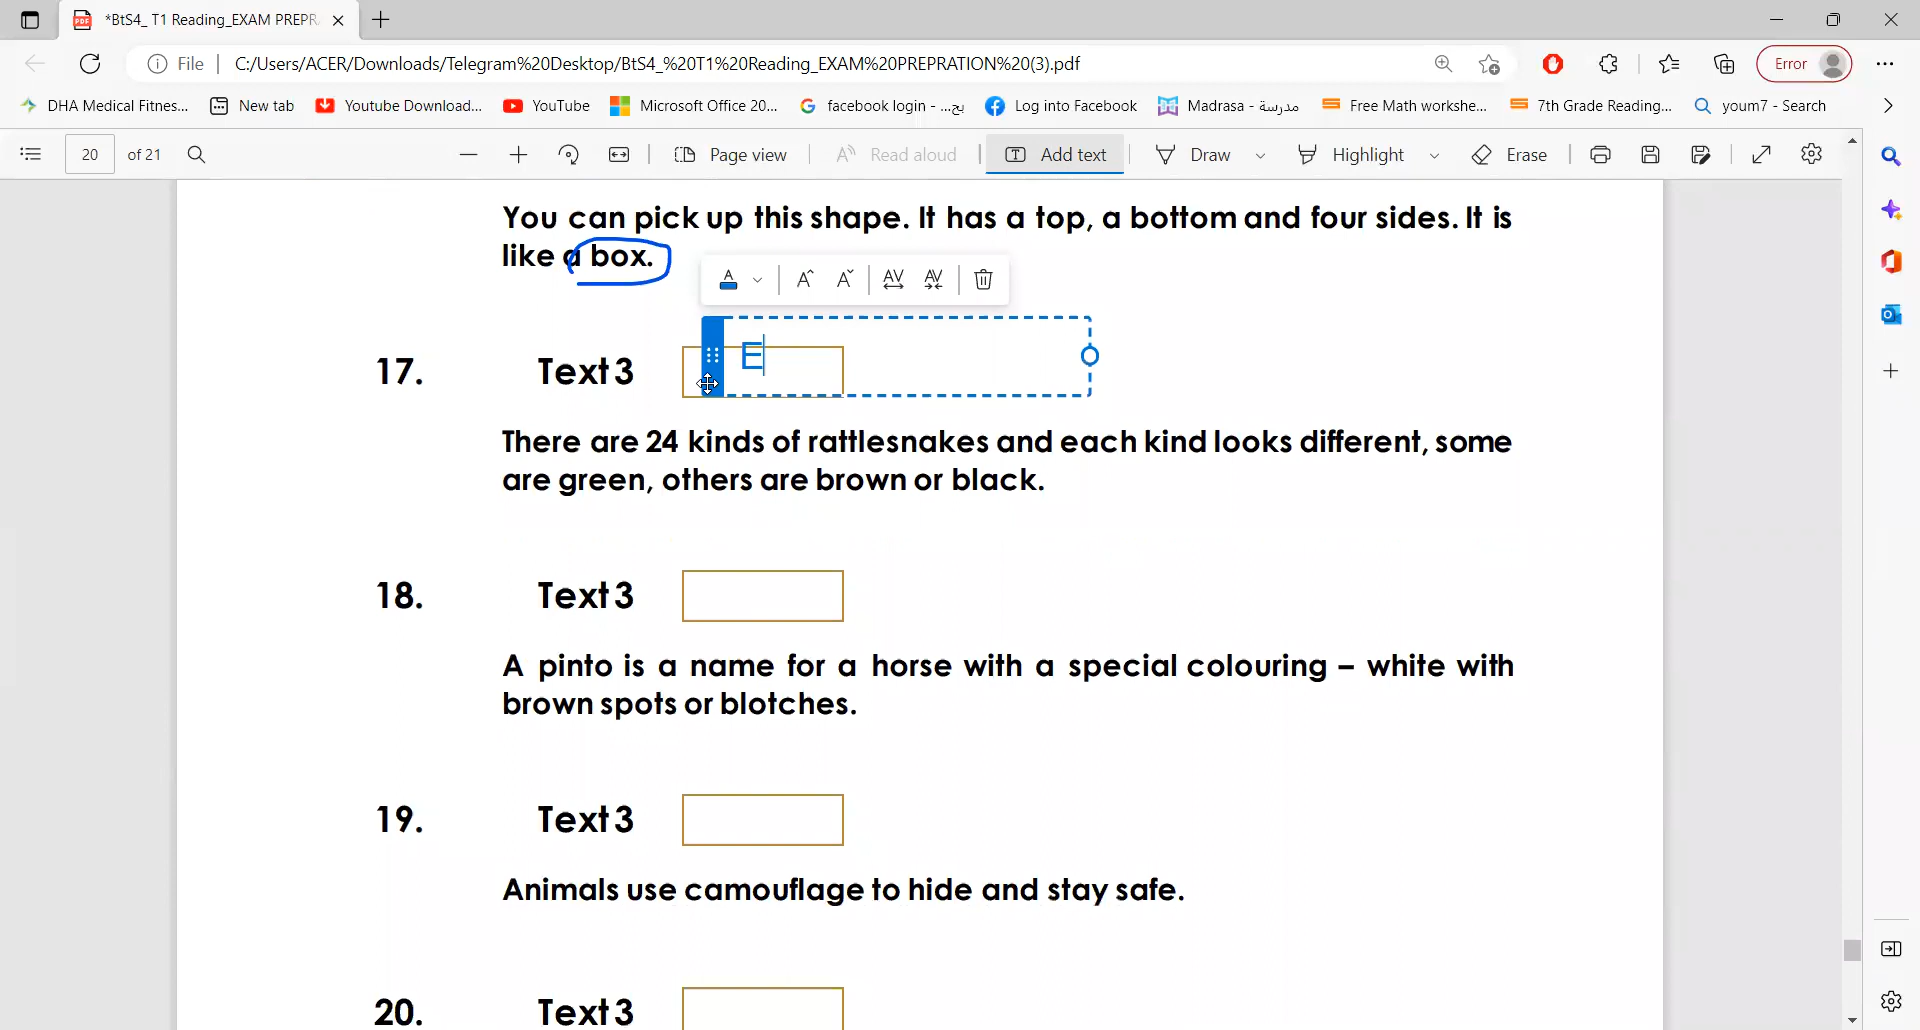 *BtS4_ T1 Reading_EXAM PREPR
File
C:/Users/ACER/Downloads/Telegram%20Desktop/BtS4_%20T1%20Reading_EXAM%20PREPRATION%20(3).pdf
Error
DHA Medical Fitnes...
New tab
Youtube Download...
YouTube
Microsoft Office 20...
facebook login - ...بح
Log into Facebook
Madrasa - مدرسة
Free Math workshe...
7th Grade Reading...
youm7 - Search
20 of 21
Page view
Read aloud
Add text
Draw
Highlight
Erase
You can pick up this shape. It has a top, a bottom and four sides. It is
like a box.
17. Text 3 E
There are 24 kinds of rattlesnakes and each kind looks different, some
are green, others are brown or black.
18. Text 3
A pinto is a name for a horse with a special colouring – white with
brown spots or blotches.
19. Text 3
Animals use camouflage to hide and stay safe.
20. Text 3